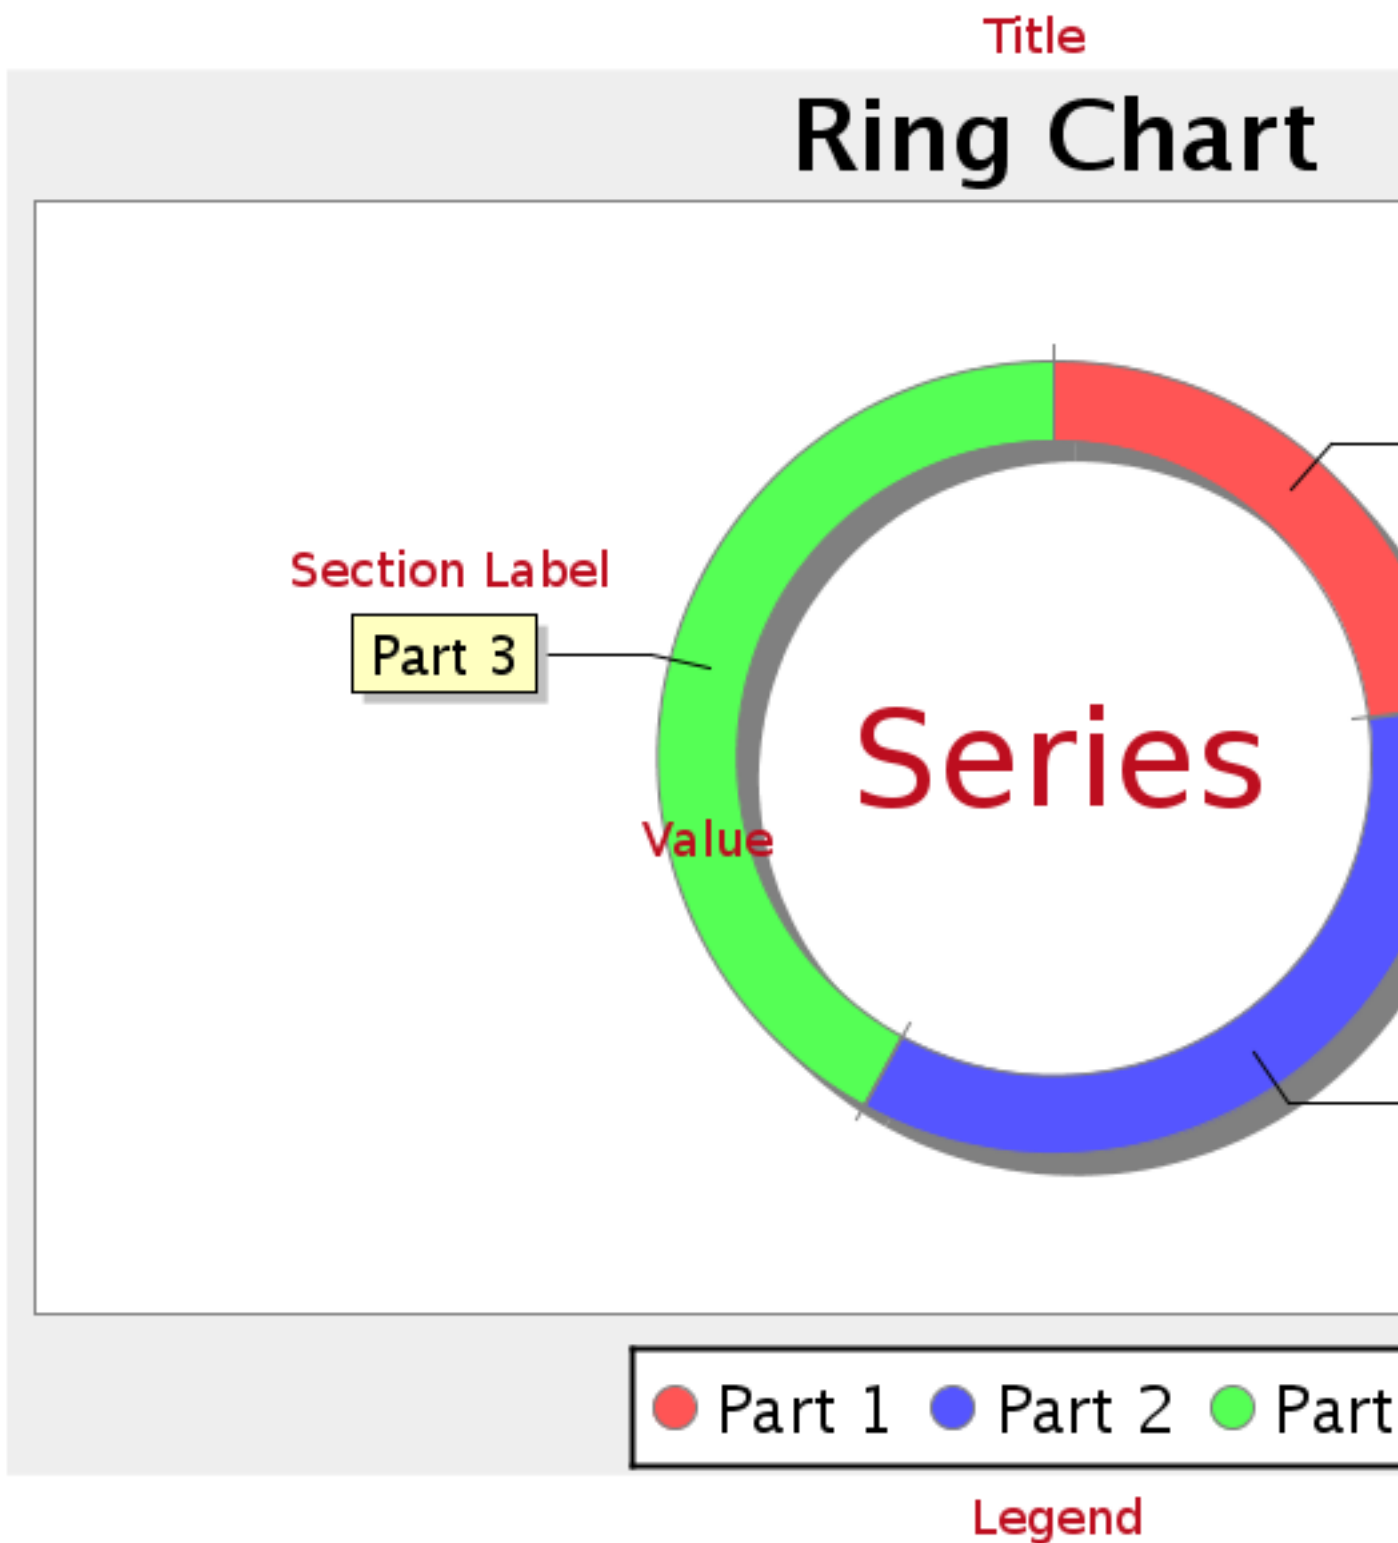 Title
Ring Chart
Section Label
Part 3
Series
Value
Part 1 Part 2 Part
Legend